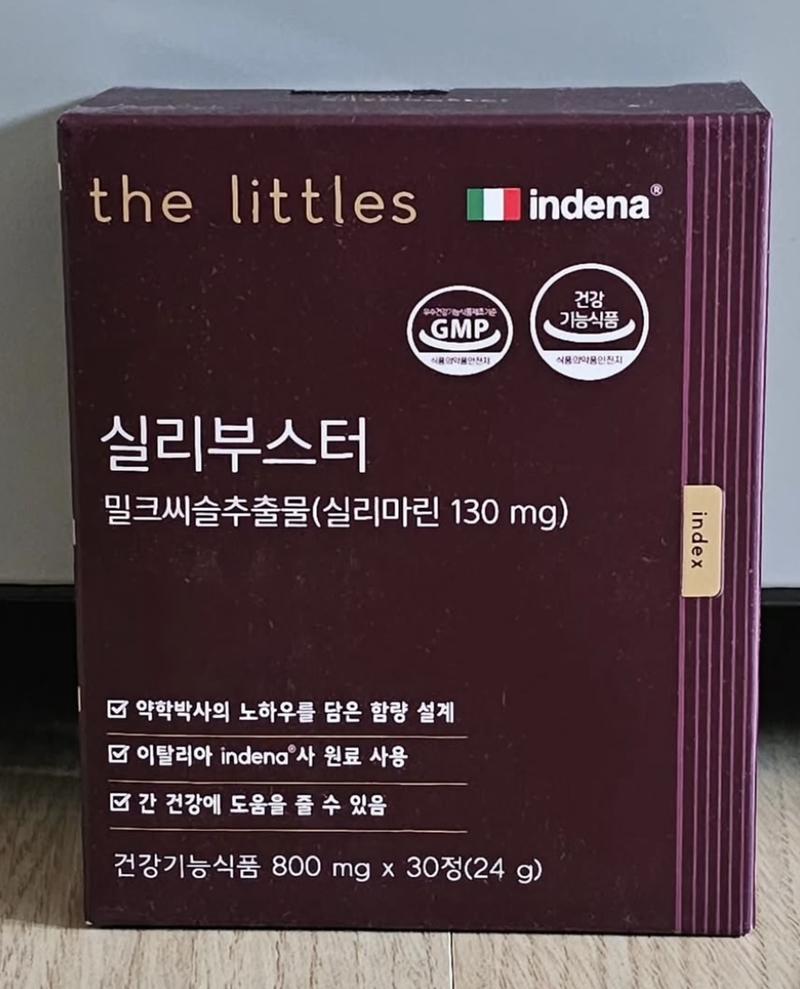 the littles
indena®
우수건강기능식품제조기준
GMP
식품의약품안전처
건강
기능식품
식품의약품안전처
실리부스터
밀크씨슬추출물(실리마린 130 mg)
index
약학박사의 노하우를 담은 함량 설계
이탈리아 indena®사 원료 사용
간 건강에 도움을 줄 수 있음
건강기능식품 800 mg x 30정(24 g)